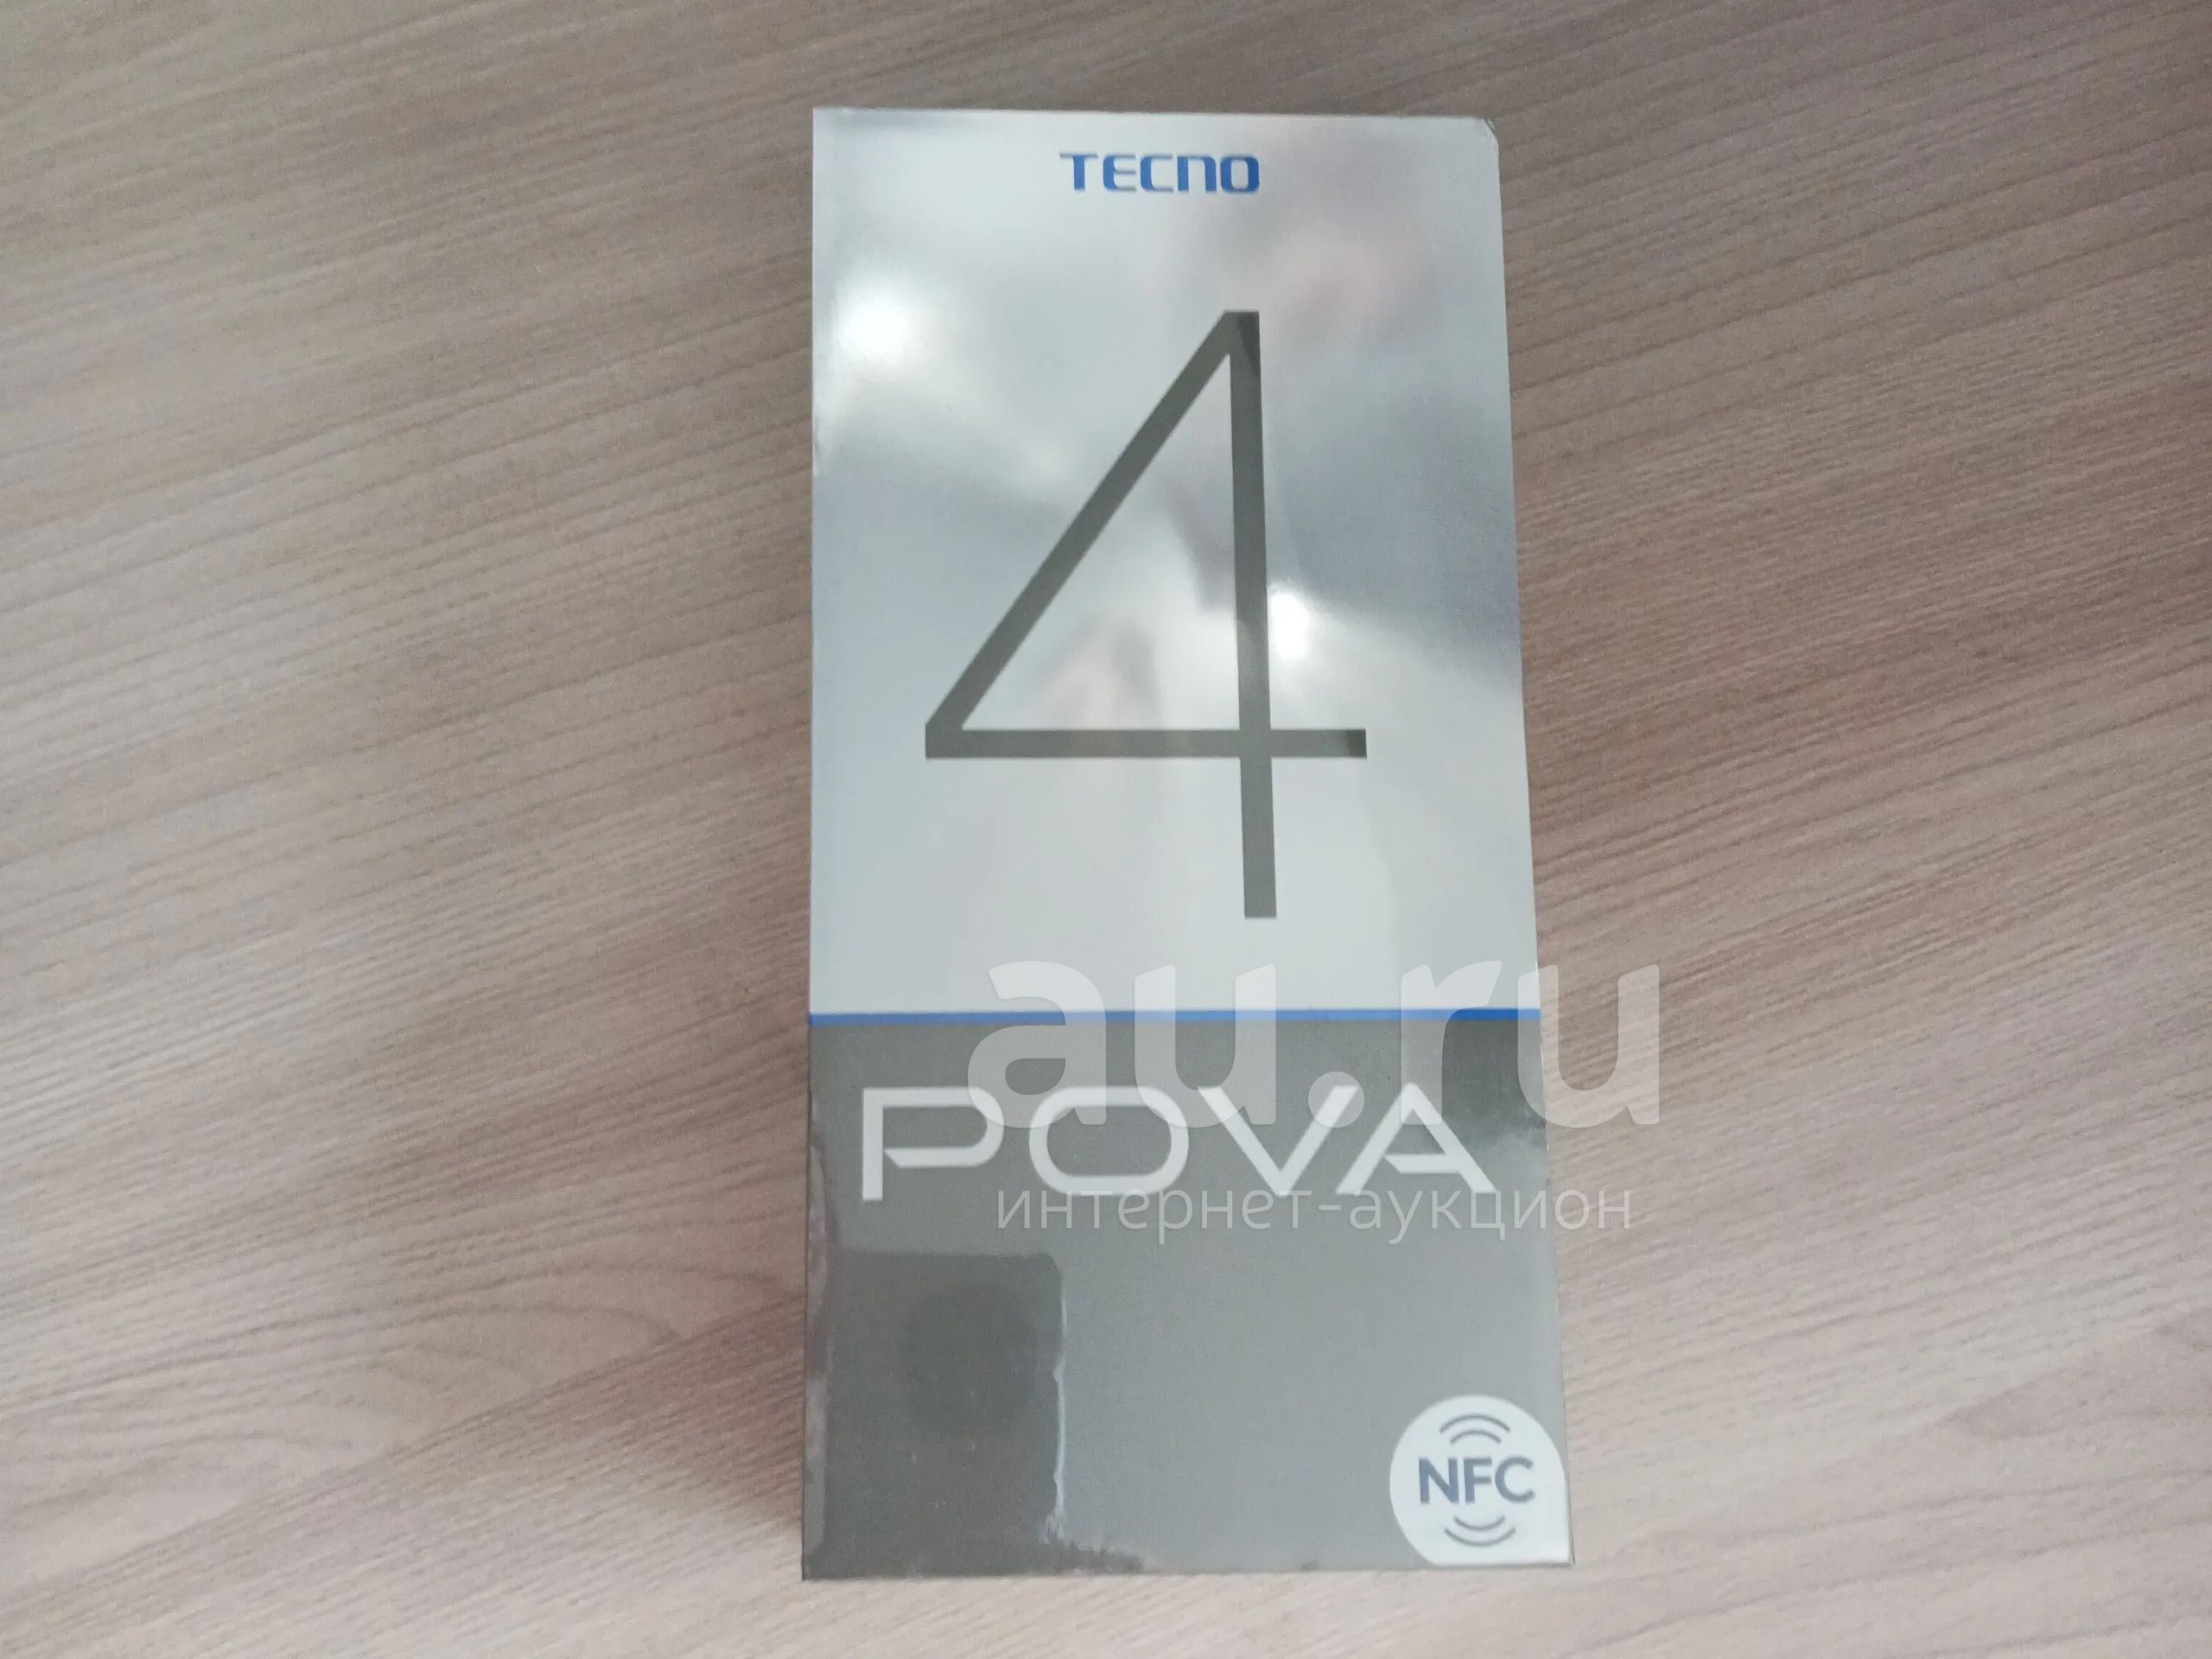 TECNO
4
au.ru
POVA
интернет-аукцион
NFC